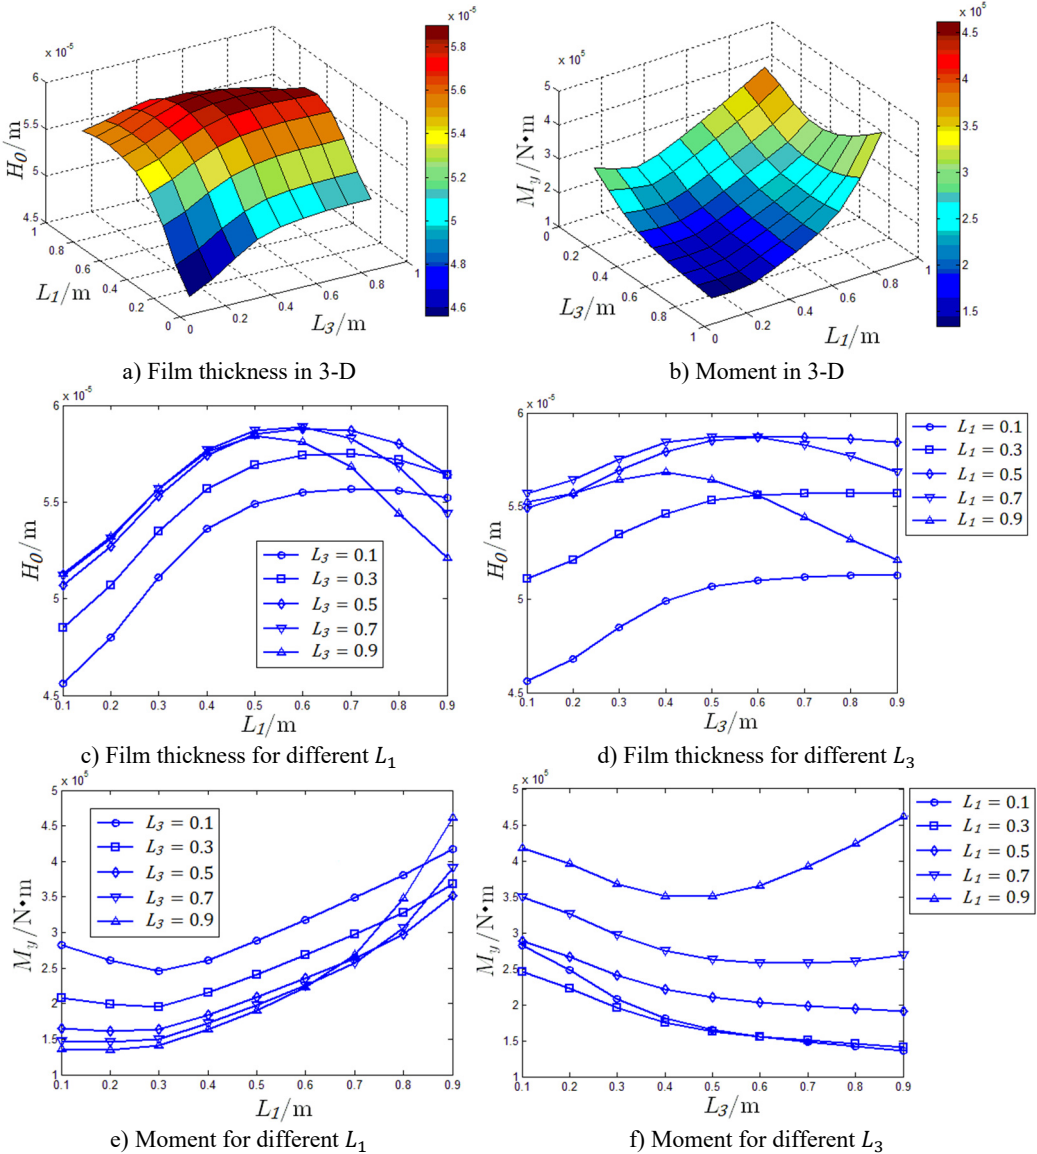 × 10⁻⁵
6
5.5
5
4.5
H₀/m
1
0.8
0.6
0.4
0.2
0
L₁/m
0
0.2
0.4
0.6
0.8
1
L₃/m
× 10⁻⁵
5.8
5.6
5.4
5.2
5
4.8
4.6
× 10⁵
5
4
3
2
1
M_y/N•m
0
0.2
0.4
0.6
0.8
1
L₃/m
0
0.2
0.4
0.6
0.8
1
L₁/m
× 10⁵
4.5
4
3.5
3
2.5
2
1.5
a) Film thickness in 3-D
b) Moment in 3-D
× 10⁻⁵
6
5.5
5
4.5
H₀/m
L₃ = 0.1
L₃ = 0.3
L₃ = 0.5
L₃ = 0.7
L₃ = 0.9
0.1 0.2 0.3 0.4 0.5 0.6 0.7 0.8 0.9
L₁/m
c) Film thickness for different L₁
× 10⁻⁵
6
5.5
5
4.5
H₀/m
L₁ = 0.1
L₁ = 0.3
L₁ = 0.5
L₁ = 0.7
L₁ = 0.9
0.1 0.2 0.3 0.4 0.5 0.6 0.7 0.8 0.9
L₃/m
d) Film thickness for different L₃
× 10⁵
5
4.5
4
3.5
3
2.5
2
1.5
1
M_y/N•m
L₃ = 0.1
L₃ = 0.3
L₃ = 0.5
L₃ = 0.7
L₃ = 0.9
0.1 0.2 0.3 0.4 0.5 0.6 0.7 0.8 0.9
L₁/m
e) Moment for different L₁
× 10⁵
5
4.5
4
3.5
3
2.5
2
1.5
1
M_y/N•m
L₁ = 0.1
L₁ = 0.3
L₁ = 0.5
L₁ = 0.7
L₁ = 0.9
0.1 0.2 0.3 0.4 0.5 0.6 0.7 0.8 0.9
L₃/m
f) Moment for different L₃